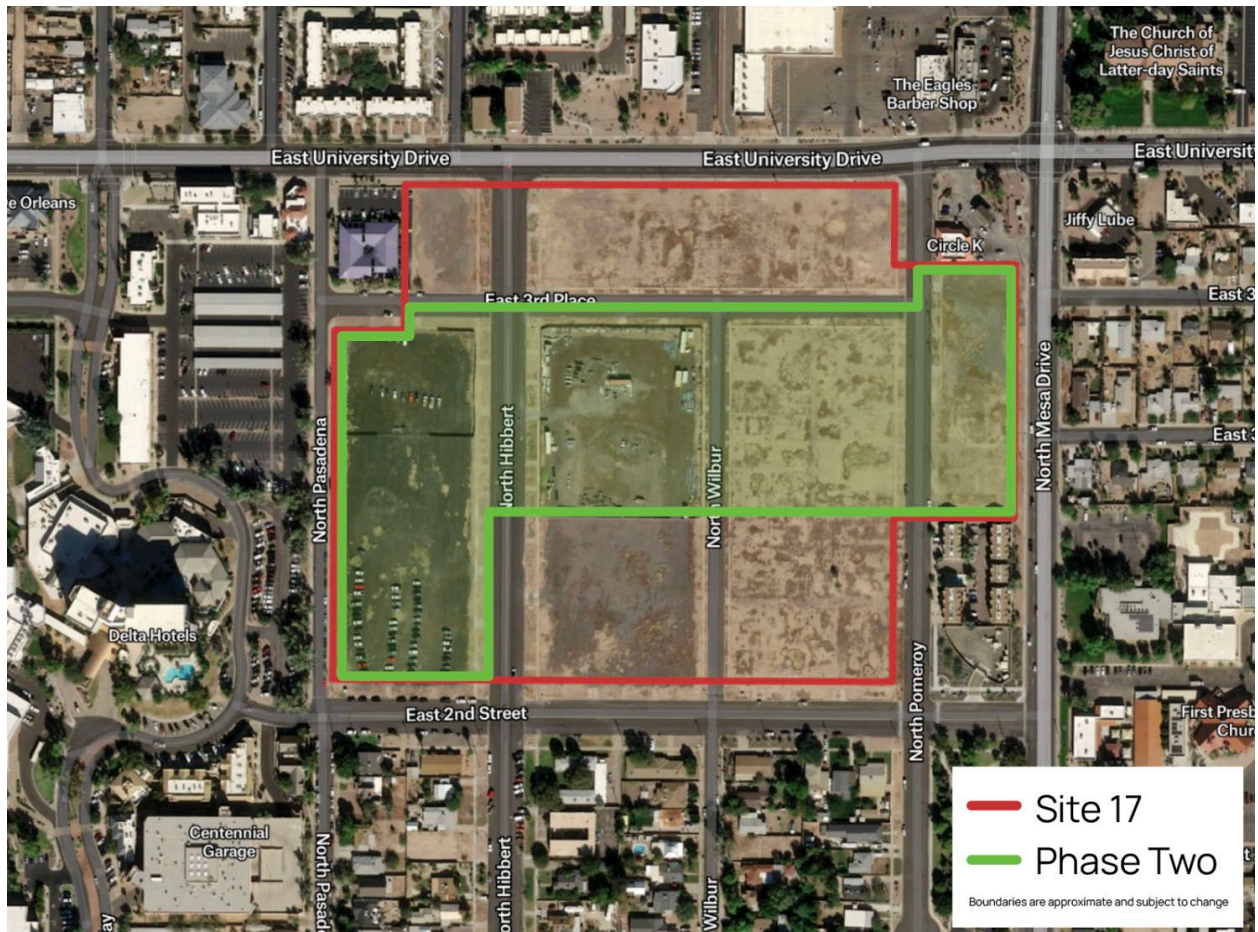 The Church of
Jesus Christ of
Latter-day Saints
The Eagles
Barber Shop
East University Drive
East University Drive
East University
e Orleans
Jiffy Lube
Circle K
East 3rd Place
East 3
North Pasadena
North Hibbert
North Wilbur
North Mesa Drive
East 3
Delta Hotels
North Pomeroy
East 2nd Street
First Presb
Churc
Centennial
Garage
North Pasad
North Hibbert
Wilbur
ay
Site 17
Phase Two
Boundaries are approximate and subject to change